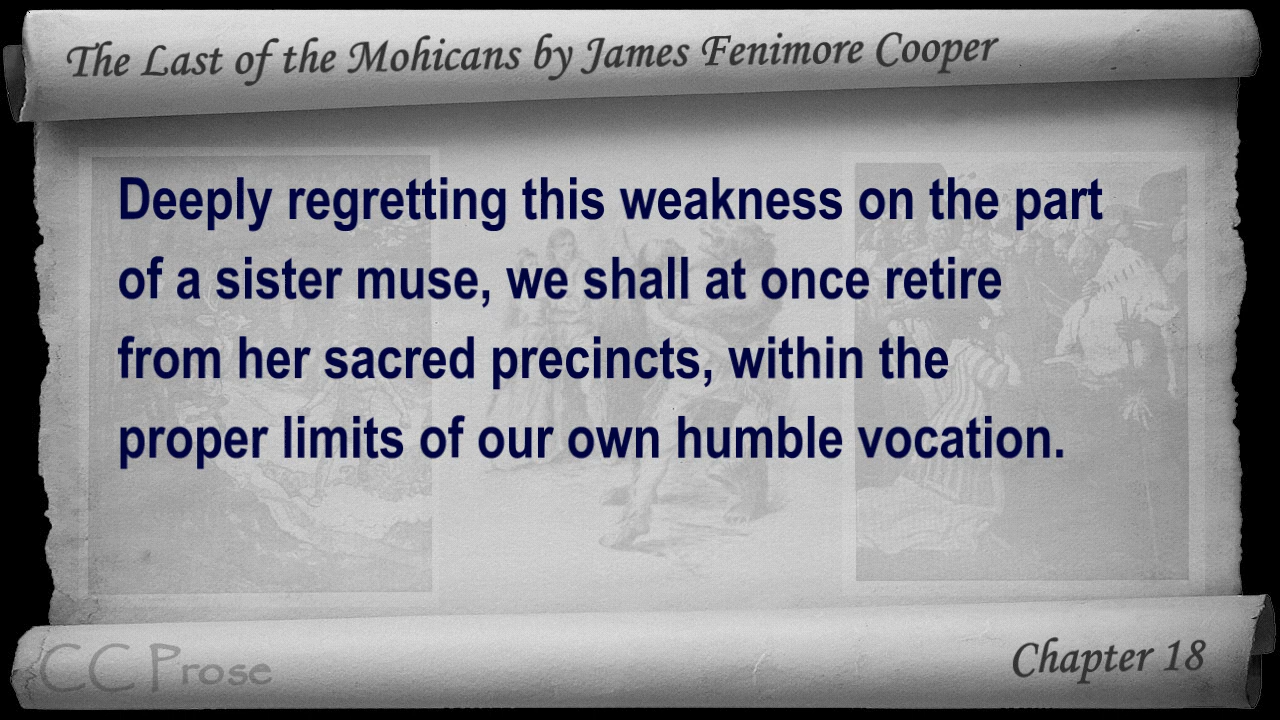 The Last of the Mohicans by James Fenimore Cooper
Deeply regretting this weakness on the part
of a sister muse, we shall at once retire
from her sacred precincts, within the
proper limits of our own humble vocation.
CC Prose
Chapter 18